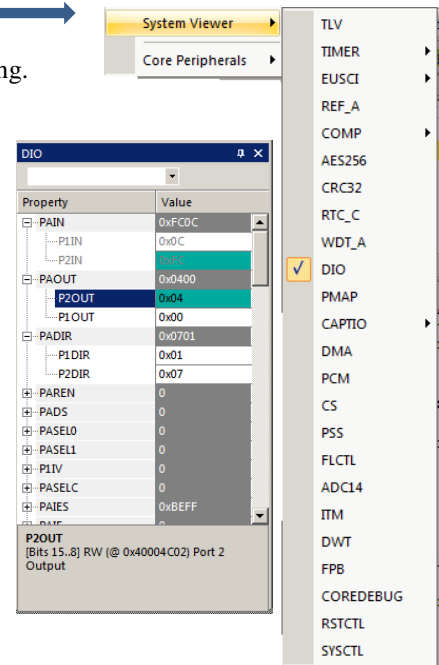 System Viewer
Core Peripherals
ng.
TLV
TIMER
EUSCI
REF_A
COMP
AES256
CRC32
RTC_C
WDT_A
DIO
PMAP
CAPTIO
DMA
PCM
CS
PSS
FLCTL
ADC14
ITM
DWT
FPB
COREDEBUG
RSTCTL
SYSCTL
DIO
Property Value
PAIN 0xFC0C
P1IN 0x0C
P2IN 0xFC
PAOUT 0x0400
P2OUT 0x04
P1OUT 0x00
PADIR 0x0701
P1DIR 0x01
P2DIR 0x07
PAREN 0
PADS 0
PASEL0 0
PASEL1 0
P1IV 0
PASELC 0
PAIES 0xBEFF
P2OUT
[Bits 15..8] RW (@ 0x40004C02) Port 2
Output